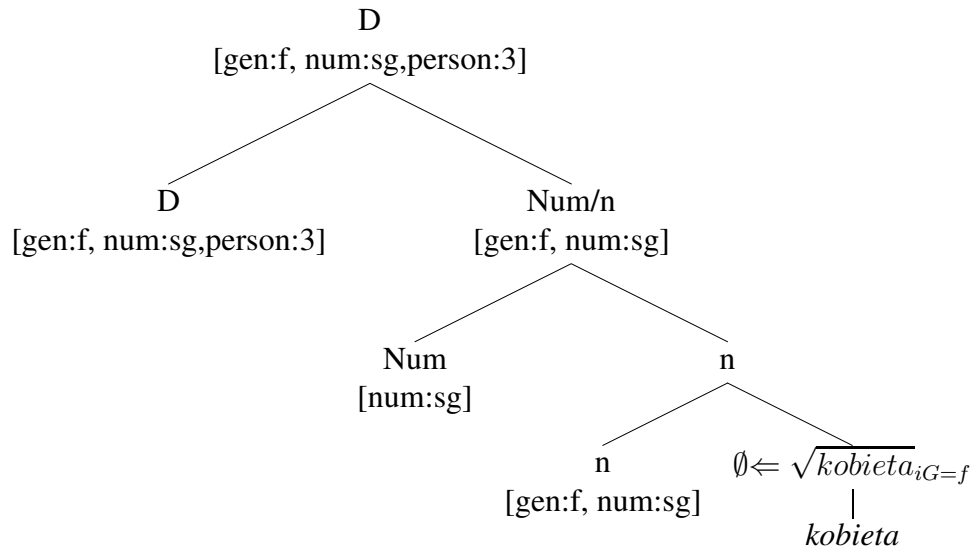 D
[gen:f, num:sg,person:3]
D Num/n
[gen:f, num:sg,person:3] [gen:f, num:sg]
Num n
[num:sg]
n ∅⇐ √kobieta iG=f
[gen:f, num:sg]
kobieta